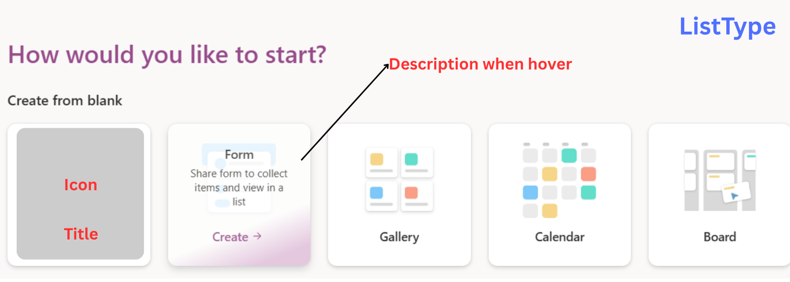 ListType
How would you like to start?
Description when hover
Create from blank
Icon
Title
Form
Share form to collect
items and view in a
list
Create →
Gallery
Calendar
Board